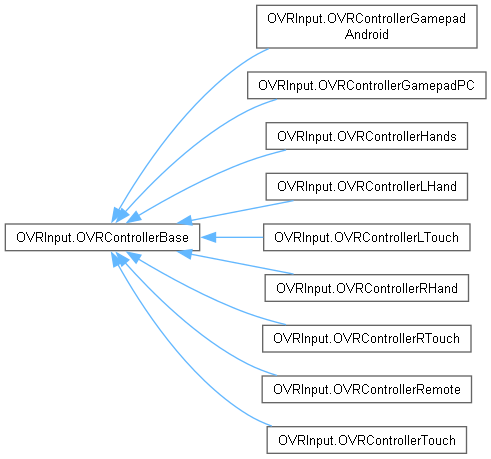 OVRInput.OVRControllerGamepad
Android
OVRInput.OVRControllerGamepadPC
OVRInput.OVRControllerHands
OVRInput.OVRControllerLHand
OVRInput.OVRControllerBase
OVRInput.OVRControllerLTouch
OVRInput.OVRControllerRHand
OVRInput.OVRControllerRTouch
OVRInput.OVRControllerRemote
OVRInput.OVRControllerTouch